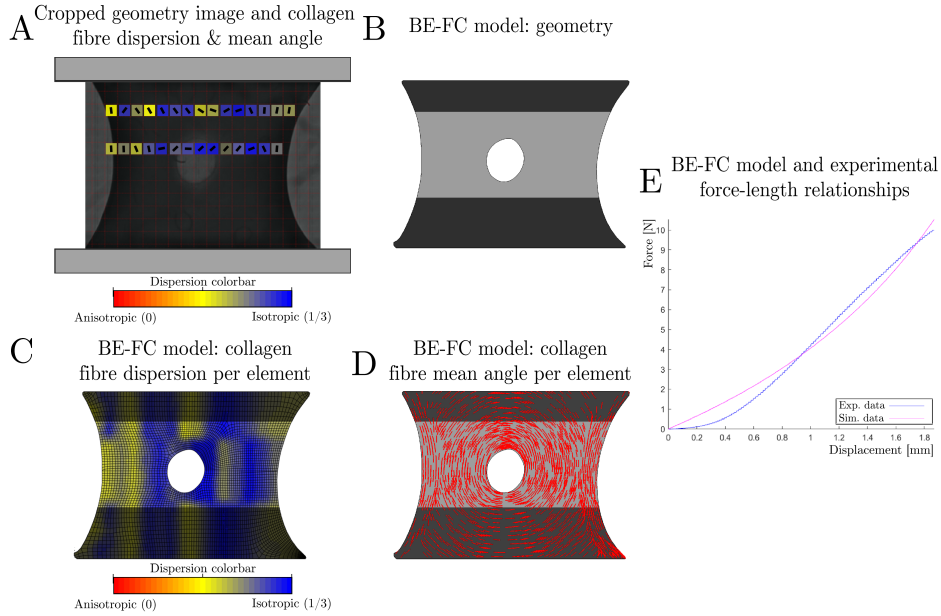 A
Cropped geometry image and collagen
fibre dispersion & mean angle
Dispersion colorbar
Anisotropic (0)
Isotropic (1/3)
B
BE-FC model: geometry
C
BE-FC model: collagen
fibre dispersion per element
Dispersion colorbar
Anisotropic (0)
Isotropic (1/3)
D
BE-FC model: collagen
fibre mean angle per element
E
BE-FC model and experimental
force-length relationships
Force [N]
10
9
8
7
6
5
4
3
2
1
0
0
0.2
0.4
0.6
0.8
1
1.2
1.4
1.6
1.8
Exp. data
Sim. data
Displacement [mm]